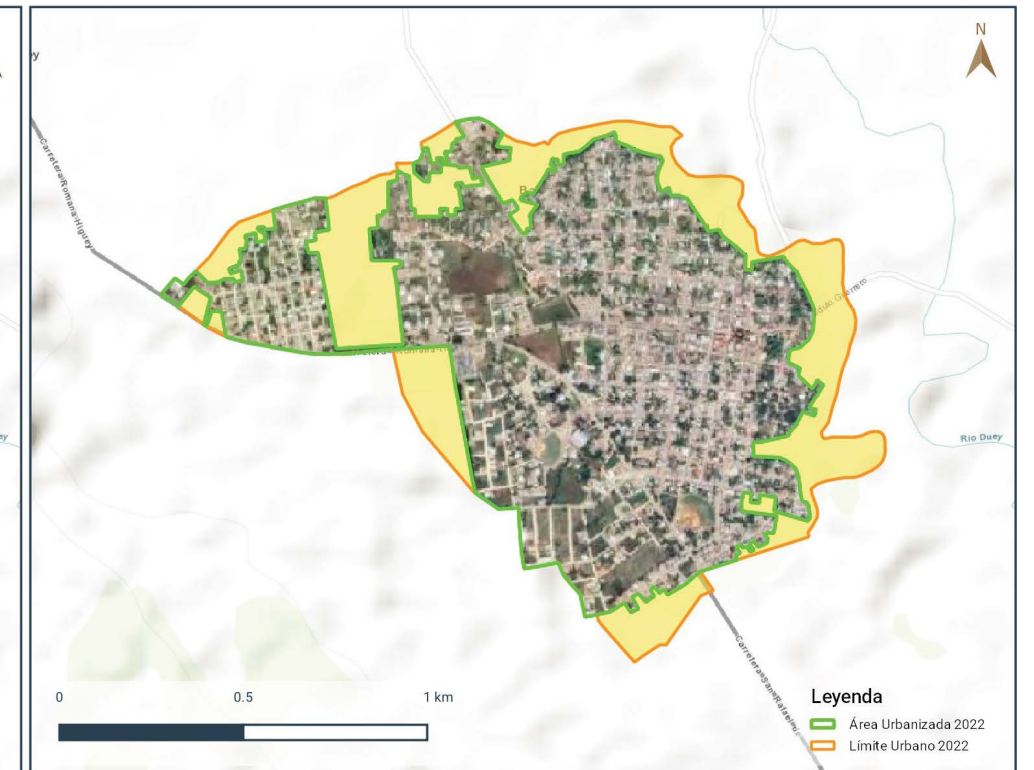 N
Carretera Romana-Higuey
Rio Duey
Carretera San Rafael
0 0.5 1 km
Leyenda
Área Urbanizada 2022
Límite Urbano 2022